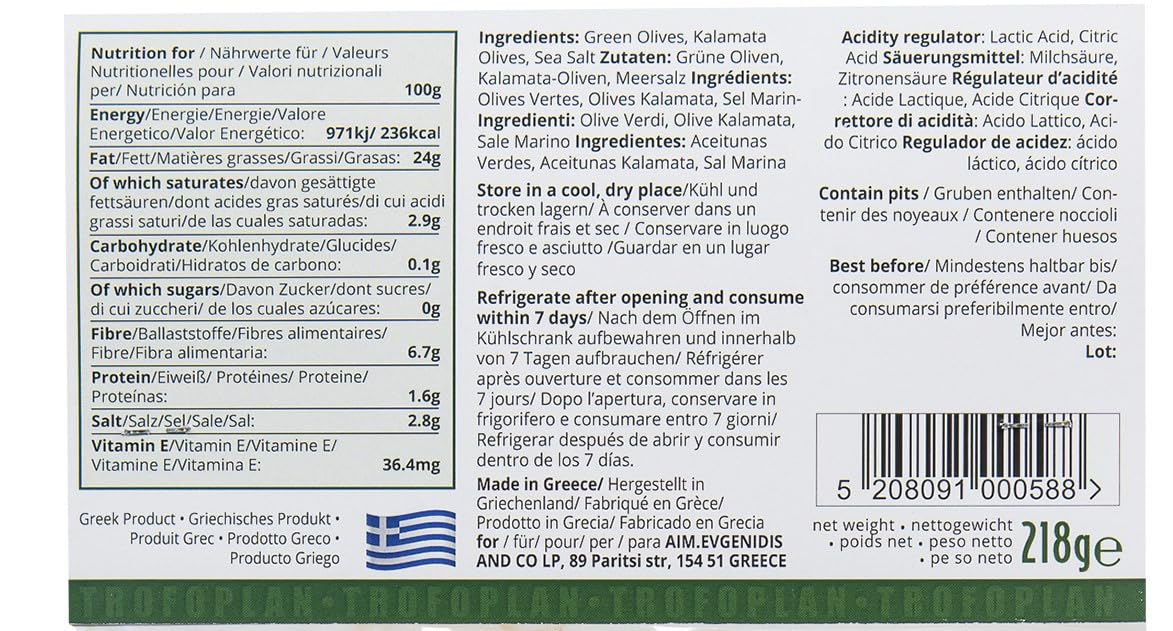 Nutrition for / Nährwerte für / Valeurs
Nutritionelles pour / Valori nutrizionali
per/ Nutrición para 100g
Energy/Energie/Energie/Valore
Energetico/Valor Energético: 971kj/ 236kcal
Fat/Fett/Matières grasses/Grassi/Grasas: 24g
Of which saturates/davon gesättigte
fettsäuren/dont acides gras saturés/di cui acidi
grassi saturi/de las cuales saturadas: 2.9g
Carbohydrate/Kohlenhydrate/Glucides/
Carboidrati/Hidratos de carbono: 0.1g
Of which sugars/Davon Zucker/dont sucres/
di cui zuccheri/ de los cuales azúcares: 0g
Fibre/Ballaststoffe/Fibres alimentaires/
Fibre/Fibra alimentaria: 6.7g
Protein/Eiweiß/ Protéines/ Proteine/
Proteínas: 1.6g
Salt/Salz/Sel/Sale/Sal: 2.8g
Vitamin E/Vitamin E/Vitamine E/
Vitamine E/Vitamina E: 36.4mg
Greek Product • Griechisches Produkt •
Produit Grec • Prodotto Greco •
Producto Griego
Ingredients: Green Olives, Kalamata
Olives, Sea Salt Zutaten: Grüne Oliven,
Kalamata-Oliven, Meersalz Ingrédients:
Olives Vertes, Olives Kalamata, Sel Marin-
Ingredienti: Olive Verdi, Olive Kalamata,
Sale Marino Ingredientes: Aceitunas
Verdes, Aceitunas Kalamata, Sal Marina
Store in a cool, dry place/Kühl und
trocken lagern/ À conserver dans un
endroit frais et sec / Conservare in luogo
fresco e asciutto /Guardar en un lugar
fresco y seco
Refrigerate after opening and consume
within 7 days/ Nach dem Öffnen im
Kühlschrank aufbewahren und innerhalb
von 7 Tagen aufbrauchen/ Réfrigérer
après ouverture et consommer dans les
7 jours/ Dopo l'apertura, conservare in
frigorifero e consumare entro 7 giorni/
Refrigerar después de abrir y consumir
dentro de los 7 días.
Made in Greece/ Hergestellt in
Griechenland/ Fabriqué en Grèce/
Prodotto in Grecia/ Fabricado en Grecia
for / für/ pour/ per / para AIM.EVGENIDIS
AND CO LP, 89 Paritsi str, 154 51 GREECE
Acidity regulator: Lactic Acid, Citric
Acid Säuerungsmittel: Milchsäure,
Zitronensäure Régulateur d'acidité
: Acide Lactique, Acide Citrique Cor-
rettore di acidità: Acido Lattico, Aci-
do Citrico Regulador de acidez: ácido
láctico, ácido cítrico
Contain pits / Gruben enthalten/ Con-
tenir des noyeaux / Contenere noccioli
/ Contener huesos
Best before/ Mindestens haltbar bis/
consommer de préférence avant/ Da
consumarsi preferibilmente entro/
Mejor antes:
Lot:
5 208091 000588 >
net weight • nettogewicht
• poids net • peso netto
• pe so neto
218g e
TROFOPLAN • TROFOPLAN • TROFOPLAN • TROFOPLAN